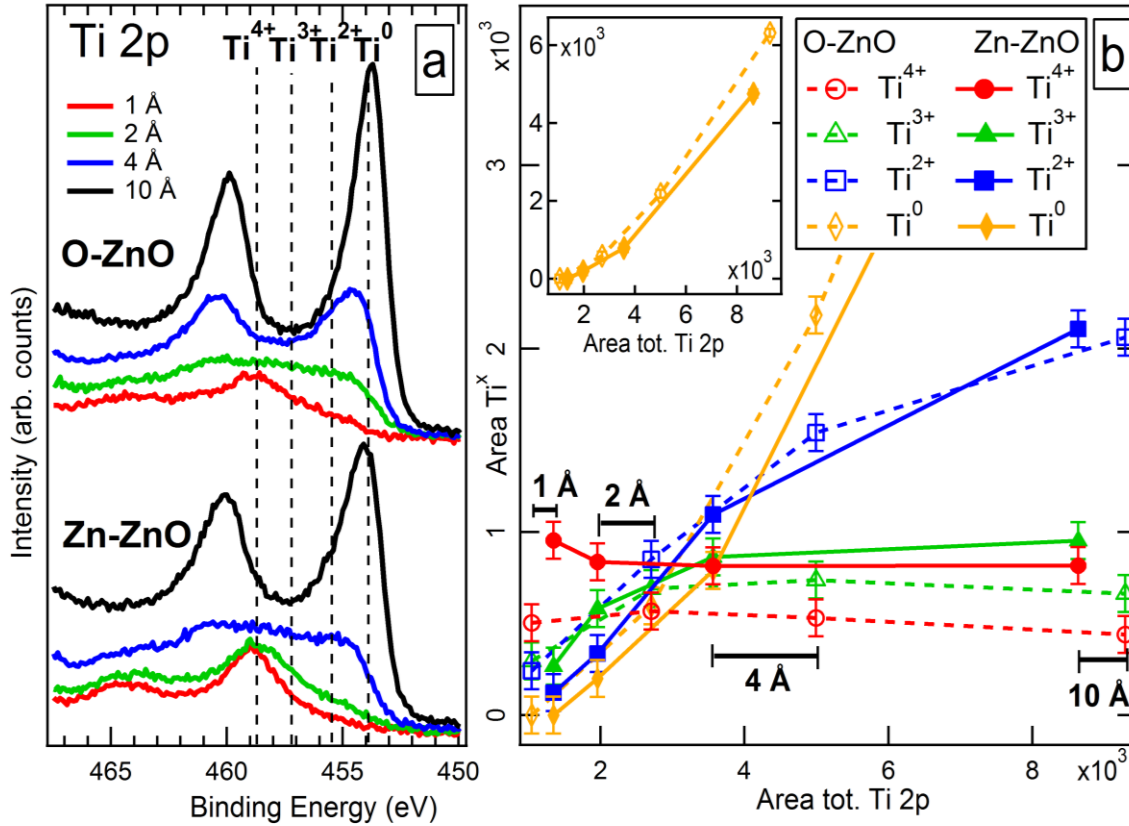 Ti 2p
Ti4+ Ti3+ Ti2+ Ti0
a
1 Å
2 Å
4 Å
10 Å
O-ZnO
Zn-ZnO
Intensity (arb. counts)
465 460 455 450
Binding Energy (eV)
b
O-ZnO Zn-ZnO
Ti4+ Ti4+
Ti3+ Ti3+
Ti2+ Ti2+
Ti0 Ti0
x103
6
4
2
0
x103
2 4 6 8
Area tot. Ti 2p
x103
3
2
1
0
Area Tix
1 Å
2 Å
4 Å
10 Å
2 4 6 8 x103
Area tot. Ti 2p